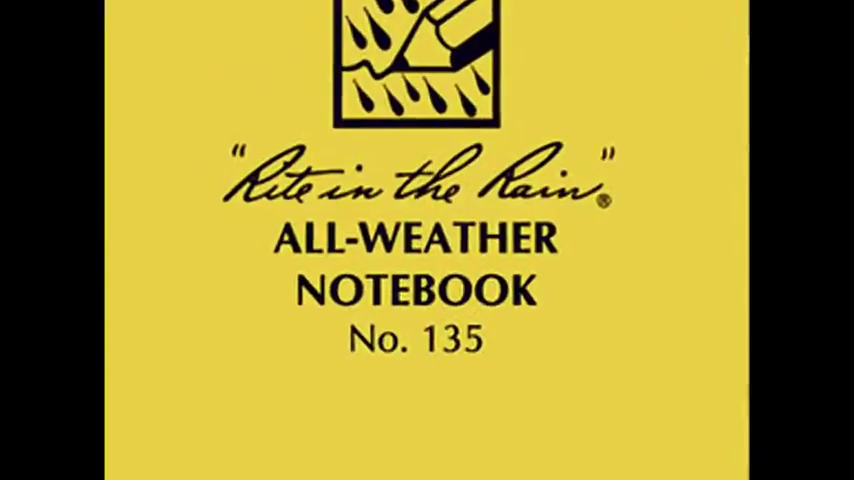 "Rite in the Rain"®
ALL-WEATHER
NOTEBOOK
No. 135